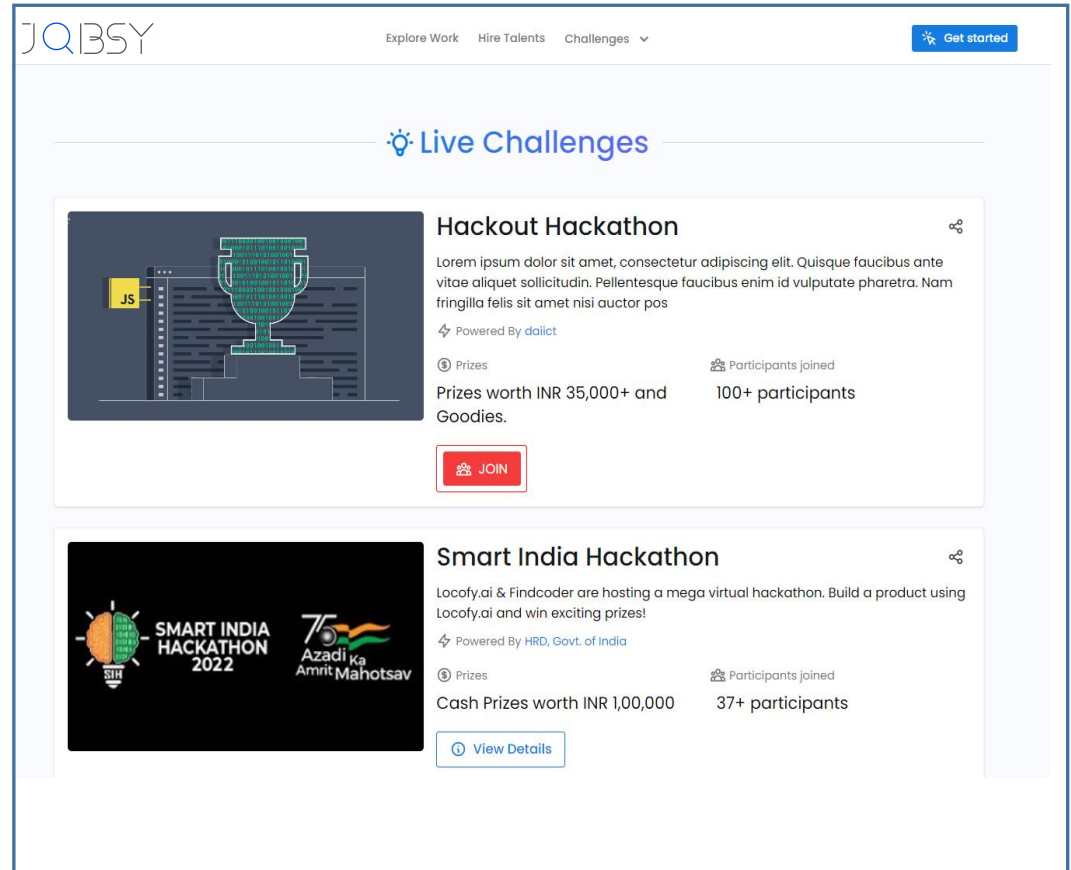 JQBSY
Explore Work Hire Talents Challenges
Get started
Live Challenges
JS
Hackout Hackathon
Lorem ipsum dolor sit amet, consectetur adipiscing elit. Quisque faucibus ante
vitae aliquet sollicitudin. Pellentesque faucibus enim id vulputate pharetra. Nam
fringilla felis sit amet nisi auctor pos
Powered By daiict
Prizes
Participants joined
Prizes worth INR 35,000+ and
Goodies.
100+ participants
JOIN
SMART INDIA
HACKATHON
2022
SIH
75
Azadi Ka
Amrit Mahotsav
Smart India Hackathon
Locofy.ai & Findcoder are hosting a mega virtual hackathon. Build a product using
Locofy.ai and win exciting prizes!
Powered By HRD, Govt. of India
Prizes
Participants joined
Cash Prizes worth INR 1,00,000
37+ participants
View Details